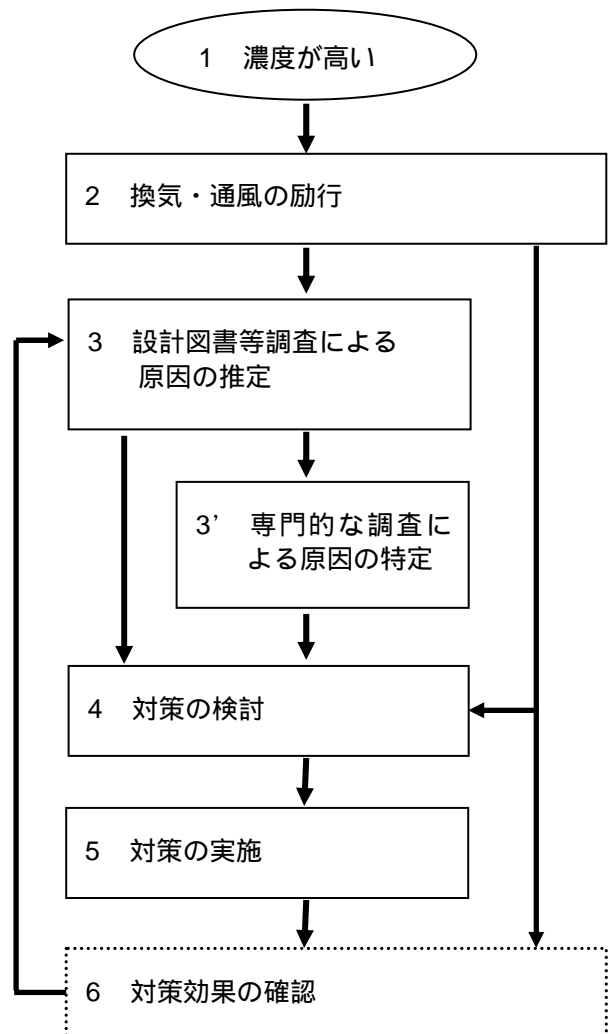 1 濃度が高い
2 換気・通風の励行
3 設計図書等調査による
原因の推定
3’ 専門的な調査に
よる原因の特定
4 対策の検討
5 対策の実施
6 対策効果の確認